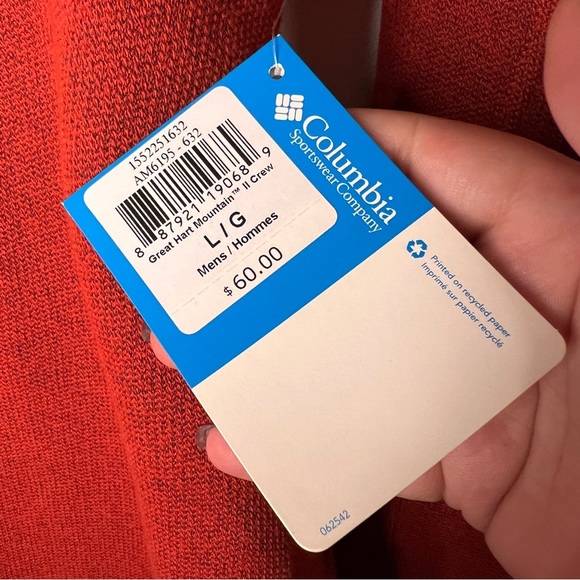 1552251632
AM6195 - 632
8 87921 19068 9
Great Hart Mountain™ II Crew
L / G
Mens / Hommes
$ 60.00
Columbia
Sportswear Company
Printed on recycled paper
Imprimé sur papier recyclé
062542